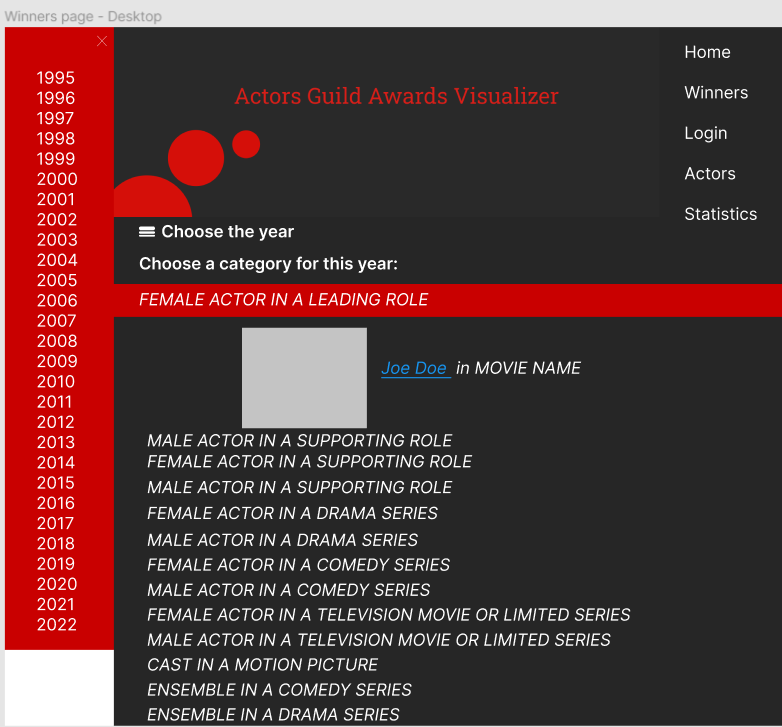 Winners page - Desktop
1995
1996
1997
1998
1999
2000
2001
2002
2003
2004
2005
2006
2007
2008
2009
2010
2011
2012
2013
2014
2015
2016
2017
2018
2019
2020
2021
2022
Actors Guild Awards Visualizer
Home
Winners
Login
Actors
Statistics
Choose the year
Choose a category for this year:
FEMALE ACTOR IN A LEADING ROLE
Joe Doe in MOVIE NAME
MALE ACTOR IN A SUPPORTING ROLE
FEMALE ACTOR IN A SUPPORTING ROLE
MALE ACTOR IN A SUPPORTING ROLE
FEMALE ACTOR IN A DRAMA SERIES
MALE ACTOR IN A DRAMA SERIES
FEMALE ACTOR IN A COMEDY SERIES
MALE ACTOR IN A COMEDY SERIES
FEMALE ACTOR IN A TELEVISION MOVIE OR LIMITED SERIES
MALE ACTOR IN A TELEVISION MOVIE OR LIMITED SERIES
CAST IN A MOTION PICTURE
ENSEMBLE IN A COMEDY SERIES
ENSEMBLE IN A DRAMA SERIES